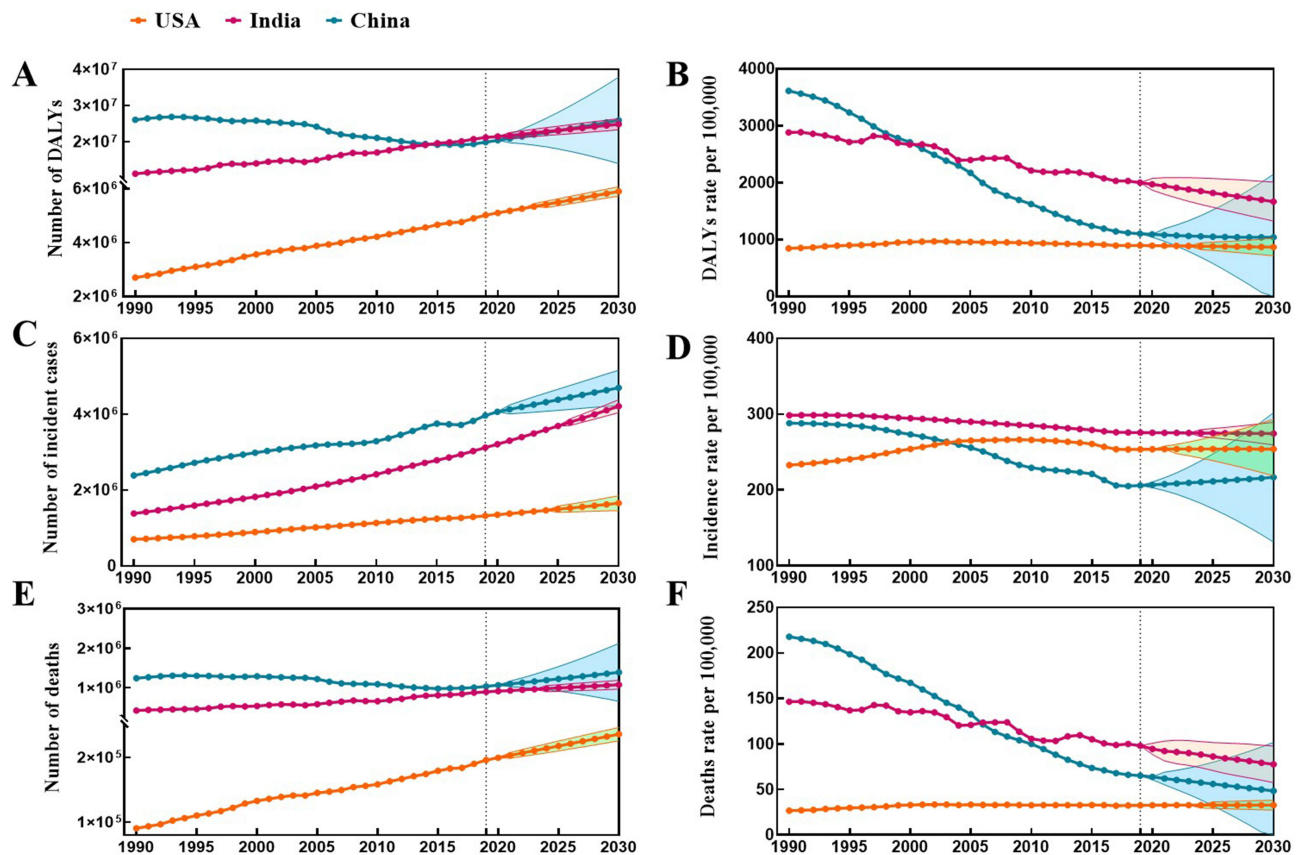 USA India China
A
Number of DALYs
4×10⁷
3×10⁷
2×10⁷
6×10⁶
4×10⁶
2×10⁶
1990 1995 2000 2005 2010 2015 2020 2025 2030
B
DALYs rate per 100,000
4000
3000
2000
1000
0
1990 1995 2000 2005 2010 2015 2020 2025 2030
C
Number of incident cases
6×10⁶
4×10⁶
2×10⁶
0
1990 1995 2000 2005 2010 2015 2020 2025 2030
D
Incidence rate per 100,000
400
300
200
100
1990 1995 2000 2005 2010 2015 2020 2025 2030
E
Number of deaths
3×10⁶
2×10⁶
1×10⁶
2×10⁵
1×10⁵
1990 1995 2000 2005 2010 2015 2020 2025 2030
F
Deaths rate per 100,000
250
200
150
100
50
0
1990 1995 2000 2005 2010 2015 2020 2025 2030